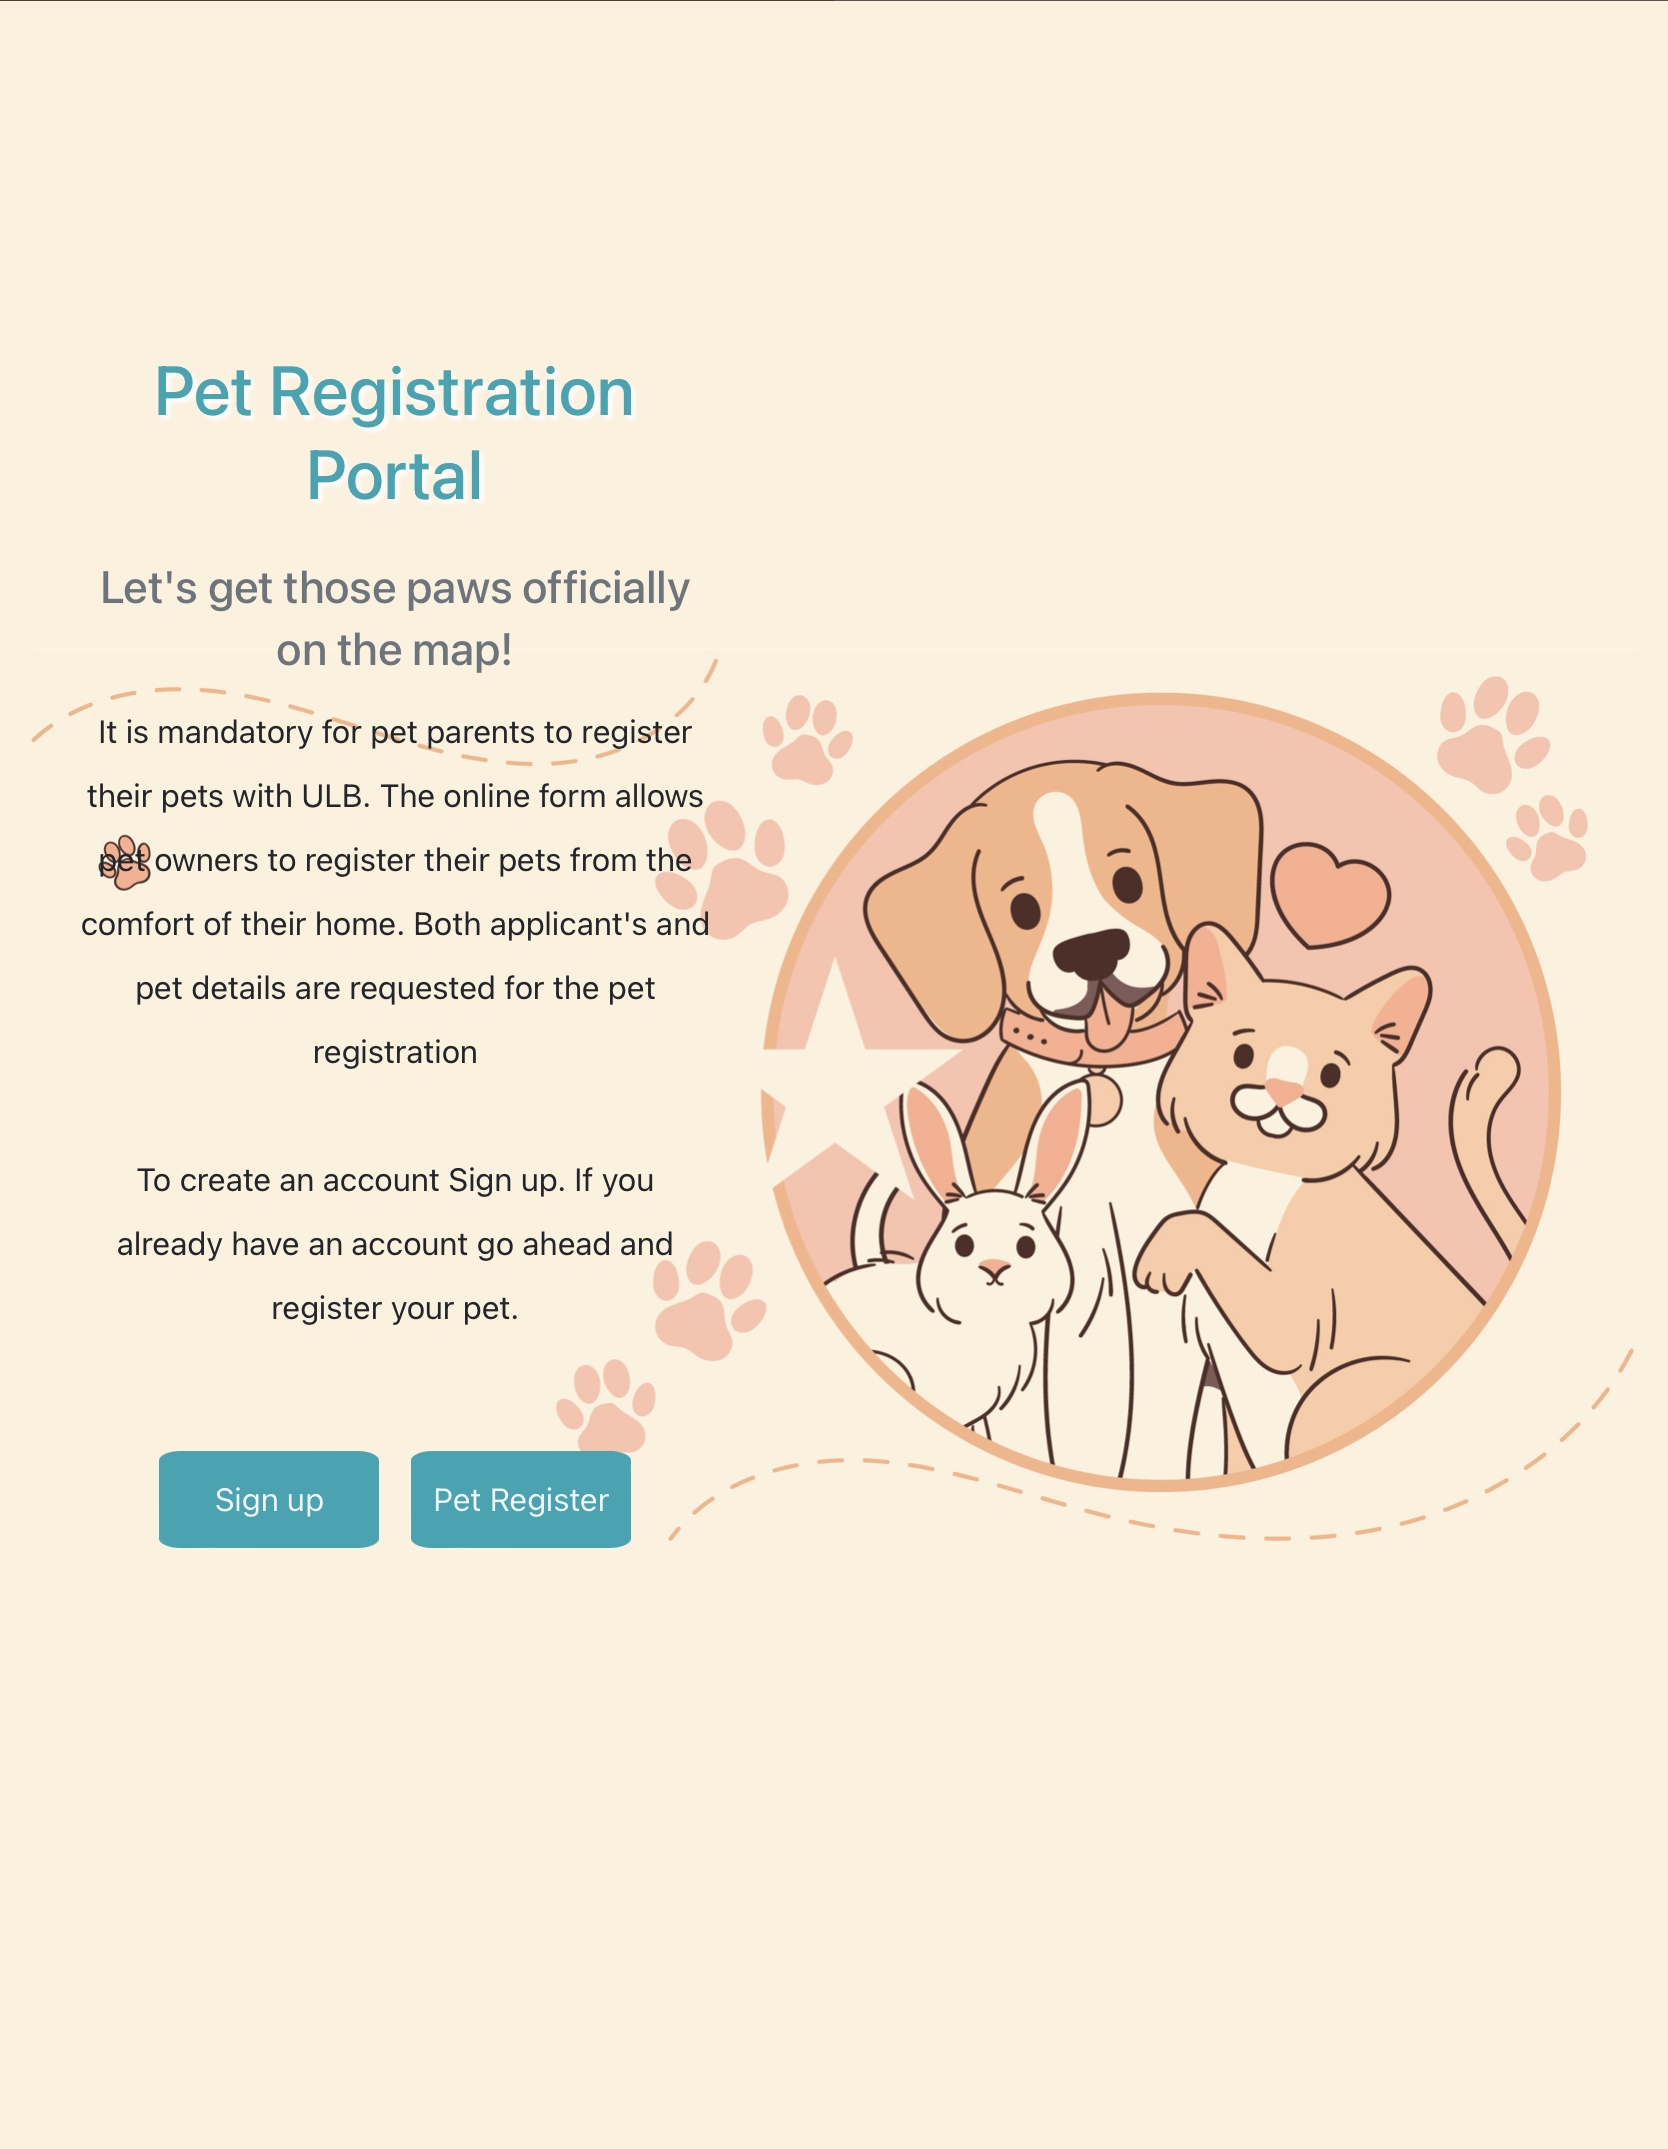 Pet Registration
Portal
Let's get those paws officially
on the map!
It is mandatory for pet parents to register
their pets with ULB. The online form allows
pet owners to register their pets from the
comfort of their home. Both applicant's and
pet details are requested for the pet
registration
To create an account Sign up. If you
already have an account go ahead and
register your pet.
Sign up
Pet Register